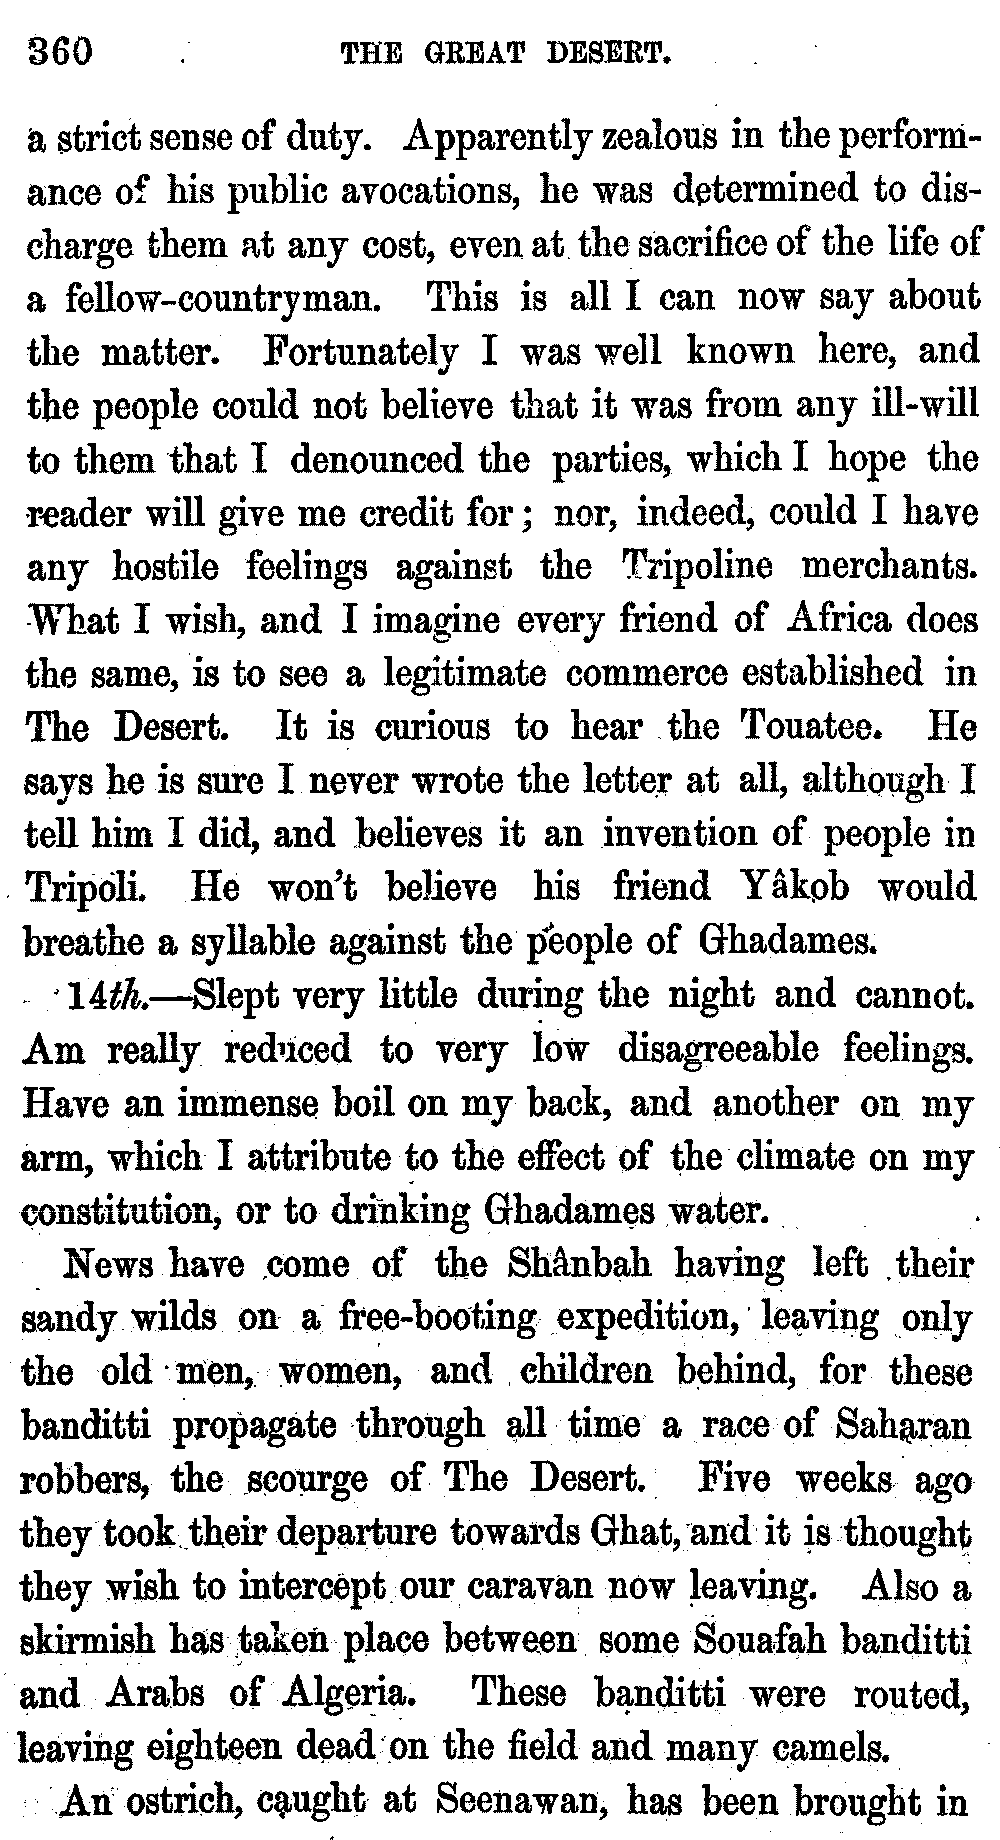 360 THE GREAT DESERT.
a strict sense of duty. Apparently zealous in the perform-
ance of his public avocations, he was determined to dis-
charge them at any cost, even at the sacrifice of the life of
a fellow-countryman. This is all I can now say about
the matter. Fortunately I was well known here, and
the people could not believe that it was from any ill-will
to them that I denounced the parties, which I hope the
reader will give me credit for; nor, indeed, could I have
any hostile feelings against the Tripoline merchants.
What I wish, and I imagine every friend of Africa does
the same, is to see a legitimate commerce established in
The Desert. It is curious to hear the Touatee. He
says he is sure I never wrote the letter at all, although I
tell him I did, and believes it an invention of people in
Tripoli. He won't believe his friend Yâkob would
breathe a syllable against the people of Ghadames.
14th.—Slept very little during the night and cannot.
Am really reduced to very low disagreeable feelings.
Have an immense boil on my back, and another on my
arm, which I attribute to the effect of the climate on my
constitution, or to drinking Ghadames water.
News have come of the Shânbah having left their
sandy wilds on a free-booting expedition, leaving only
the old men, women, and children behind, for these
banditti propagate through all time a race of Saharan
robbers, the scourge of The Desert. Five weeks ago
they took their departure towards Ghat, and it is thought
they wish to intercept our caravan now leaving. Also a
skirmish has taken place between some Souafah banditti
and Arabs of Algeria. These banditti were routed,
leaving eighteen dead on the field and many camels.
An ostrich, caught at Seenawan, has been brought in